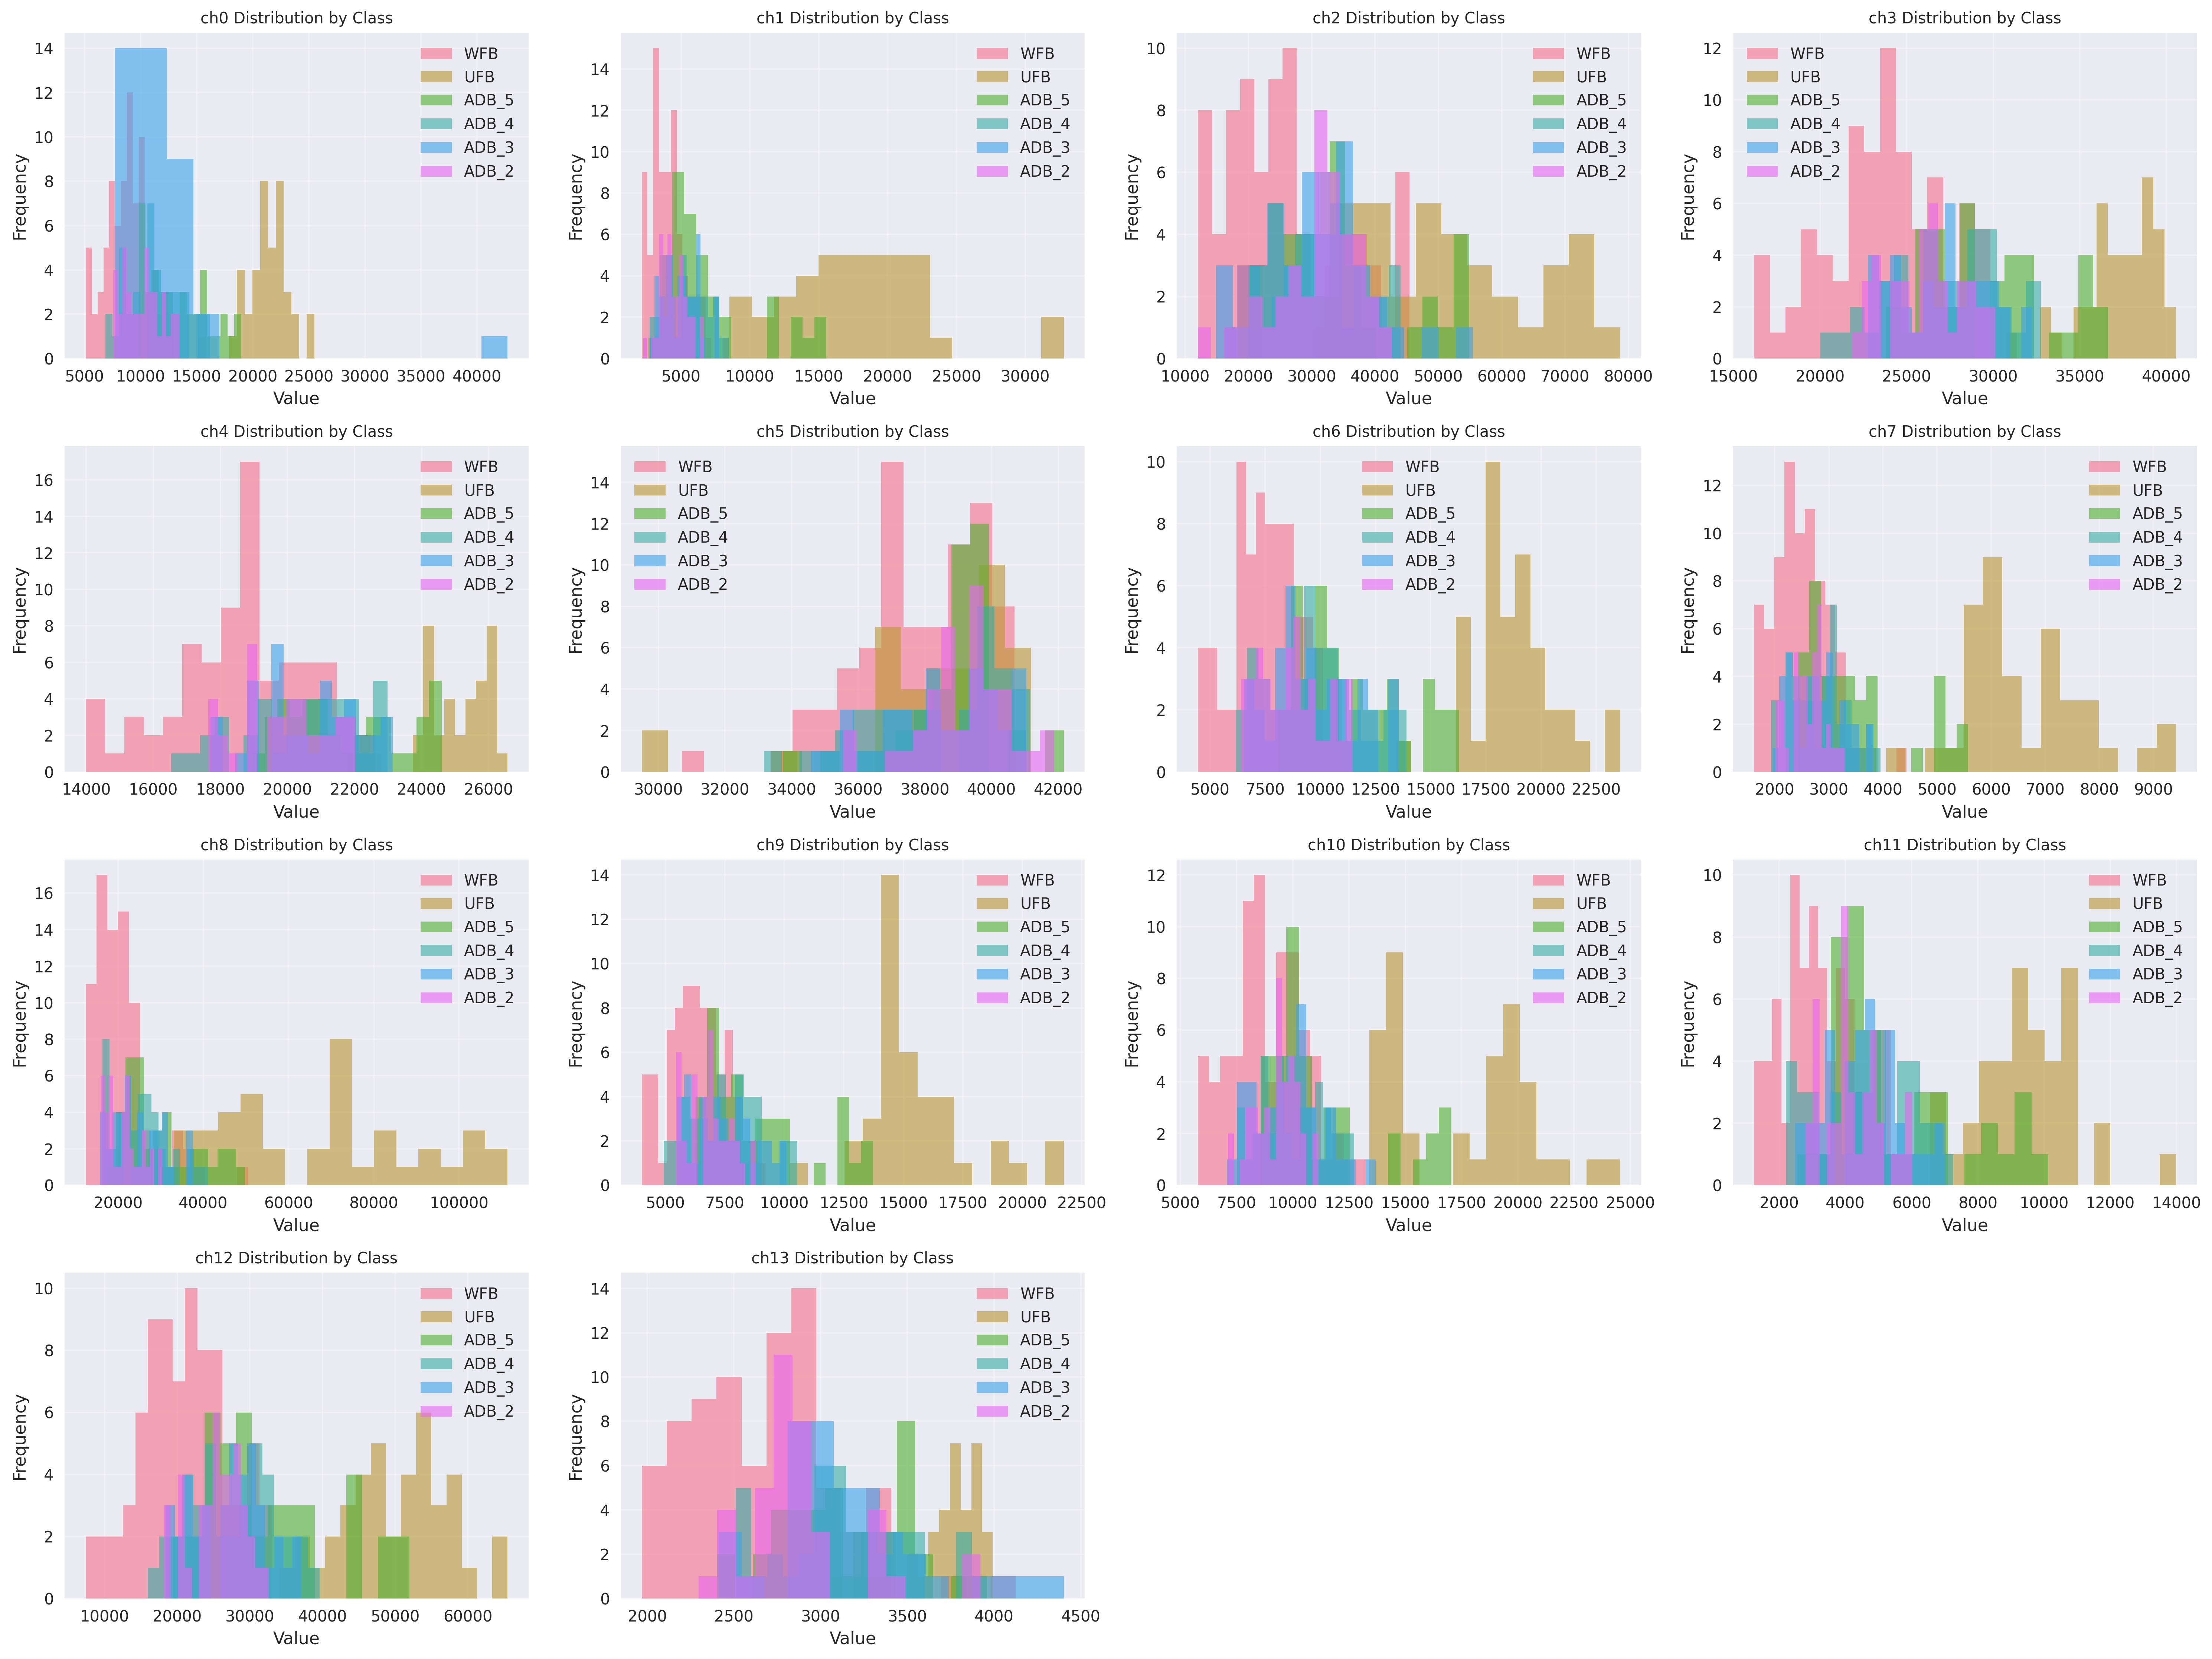 ch0 Distribution by Class
14
12
10
8
6
4
2
0
Frequency
WFB
UFB
ADB_5
ADB_4
ADB_3
ADB_2
5000 10000 15000 20000 25000 30000 35000 40000
Value
ch1 Distribution by Class
14
12
10
8
6
4
2
0
Frequency
WFB
UFB
ADB_5
ADB_4
ADB_3
ADB_2
5000 10000 15000 20000 25000 30000
Value
ch2 Distribution by Class
10
8
6
4
2
0
Frequency
WFB
UFB
ADB_5
ADB_4
ADB_3
ADB_2
10000 20000 30000 40000 50000 60000 70000 80000
Value
ch3 Distribution by Class
12
10
8
6
4
2
0
Frequency
WFB
UFB
ADB_5
ADB_4
ADB_3
ADB_2
15000 20000 25000 30000 35000 40000
Value
ch4 Distribution by Class
16
14
12
10
8
6
4
2
0
Frequency
WFB
UFB
ADB_5
ADB_4
ADB_3
ADB_2
14000 16000 18000 20000 22000 24000 26000
Value
ch5 Distribution by Class
14
12
10
8
6
4
2
0
Frequency
WFB
UFB
ADB_5
ADB_4
ADB_3
ADB_2
30000 32000 34000 36000 38000 40000 42000
Value
ch6 Distribution by Class
10
8
6
4
2
0
Frequency
WFB
UFB
ADB_5
ADB_4
ADB_3
ADB_2
5000 7500 10000 12500 15000 17500 20000 22500
Value
ch7 Distribution by Class
12
10
8
6
4
2
0
Frequency
WFB
UFB
ADB_5
ADB_4
ADB_3
ADB_2
2000 3000 4000 5000 6000 7000 8000 9000
Value
ch8 Distribution by Class
16
14
12
10
8
6
4
2
0
Frequency
WFB
UFB
ADB_5
ADB_4
ADB_3
ADB_2
20000 40000 60000 80000 100000
Value
ch9 Distribution by Class
14
12
10
8
6
4
2
0
Frequency
WFB
UFB
ADB_5
ADB_4
ADB_3
ADB_2
5000 7500 10000 12500 15000 17500 20000 22500
Value
ch10 Distribution by Class
12
10
8
6
4
2
0
Frequency
WFB
UFB
ADB_5
ADB_4
ADB_3
ADB_2
5000 7500 10000 12500 15000 17500 20000 22500 25000
Value
ch11 Distribution by Class
10
8
6
4
2
0
Frequency
WFB
UFB
ADB_5
ADB_4
ADB_3
ADB_2
2000 4000 6000 8000 10000 12000 14000
Value
ch12 Distribution by Class
10
8
6
4
2
0
Frequency
WFB
UFB
ADB_5
ADB_4
ADB_3
ADB_2
10000 20000 30000 40000 50000 60000
Value
ch13 Distribution by Class
14
12
10
8
6
4
2
0
Frequency
WFB
UFB
ADB_5
ADB_4
ADB_3
ADB_2
2000 2500 3000 3500 4000 4500
Value